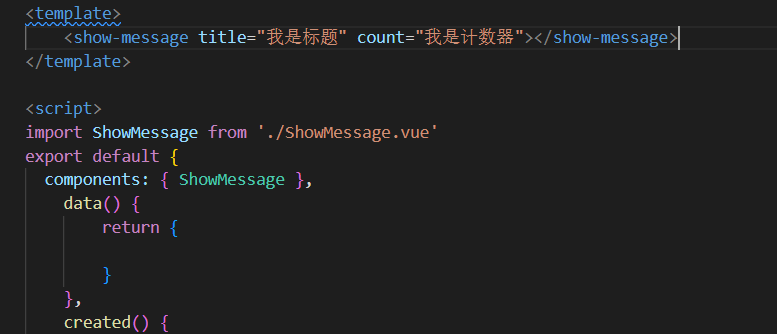 <template>
<show-message title="我是标题" count="我是计数器"></show-message>
</template>
<script>
import ShowMessage from './ShowMessage.vue'
export default {
components: { ShowMessage },
data() {
return {
}
},
created() {